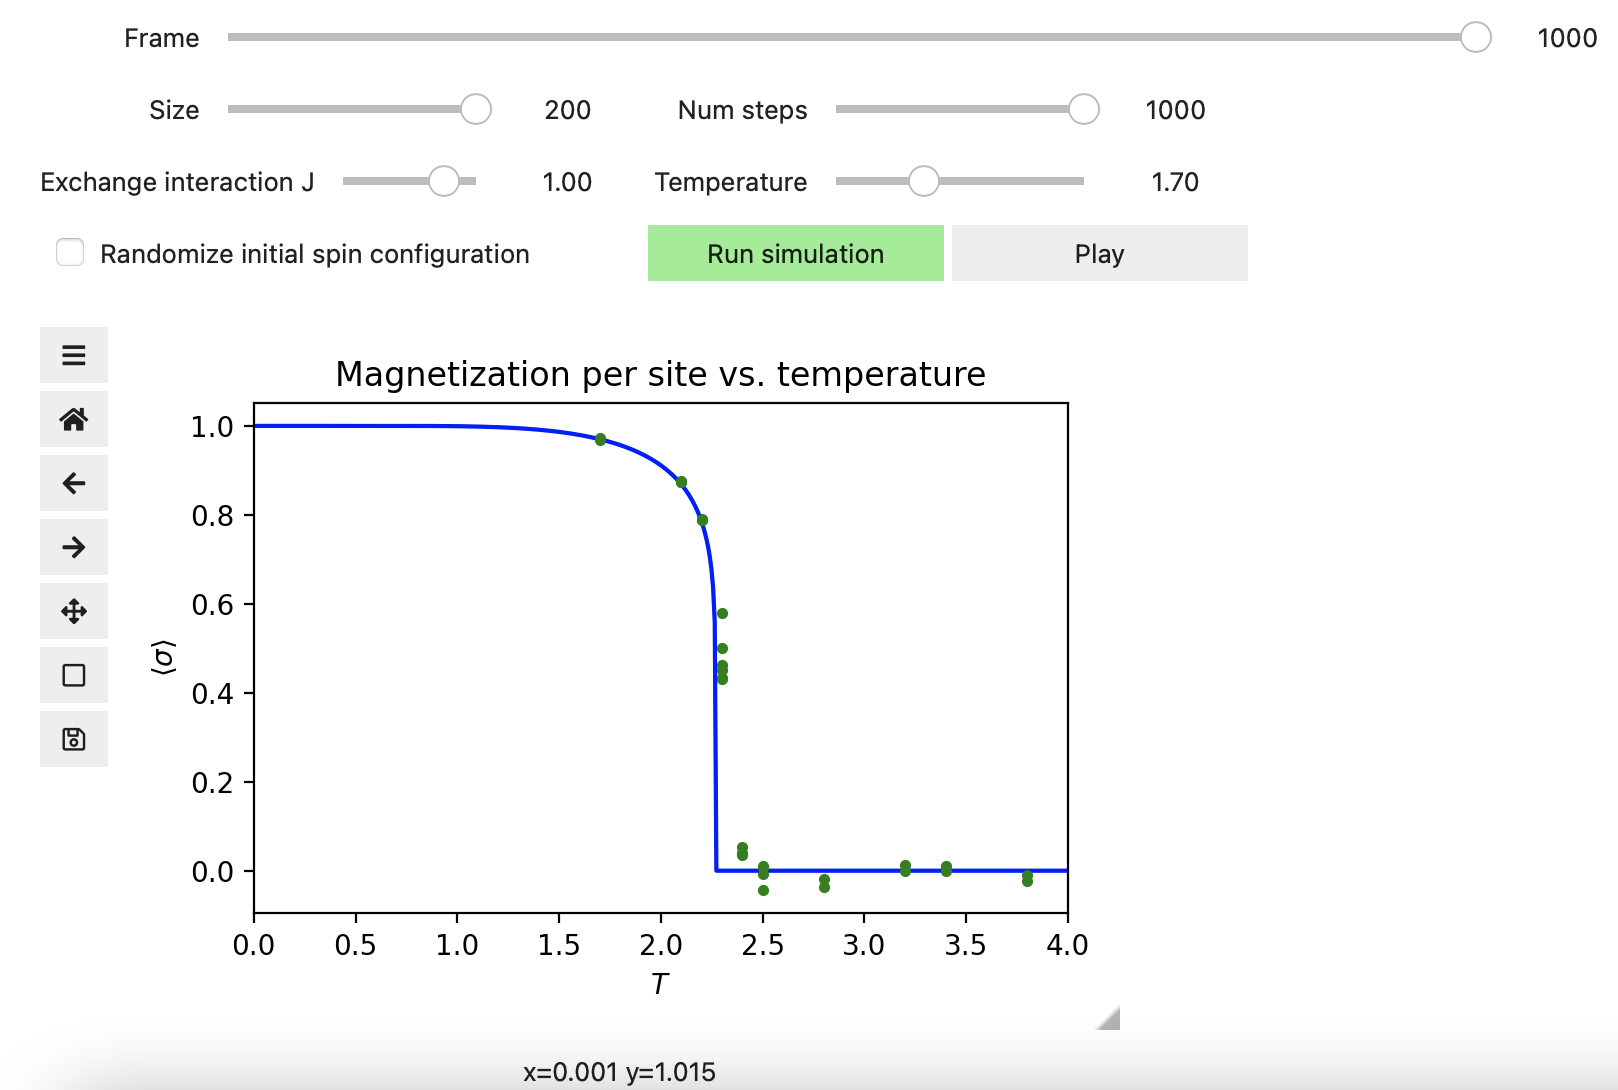 Frame 1000
Size 200 Num steps 1000
Exchange interaction J 1.00 Temperature 1.70
Randomize initial spin configuration Run simulation Play
Magnetization per site vs. temperature
1.0
0.8
0.6
0.4
0.2
0.0
⟨σ⟩
0.0 0.5 1.0 1.5 2.0 2.5 3.0 3.5 4.0
T
x=0.001 y=1.015